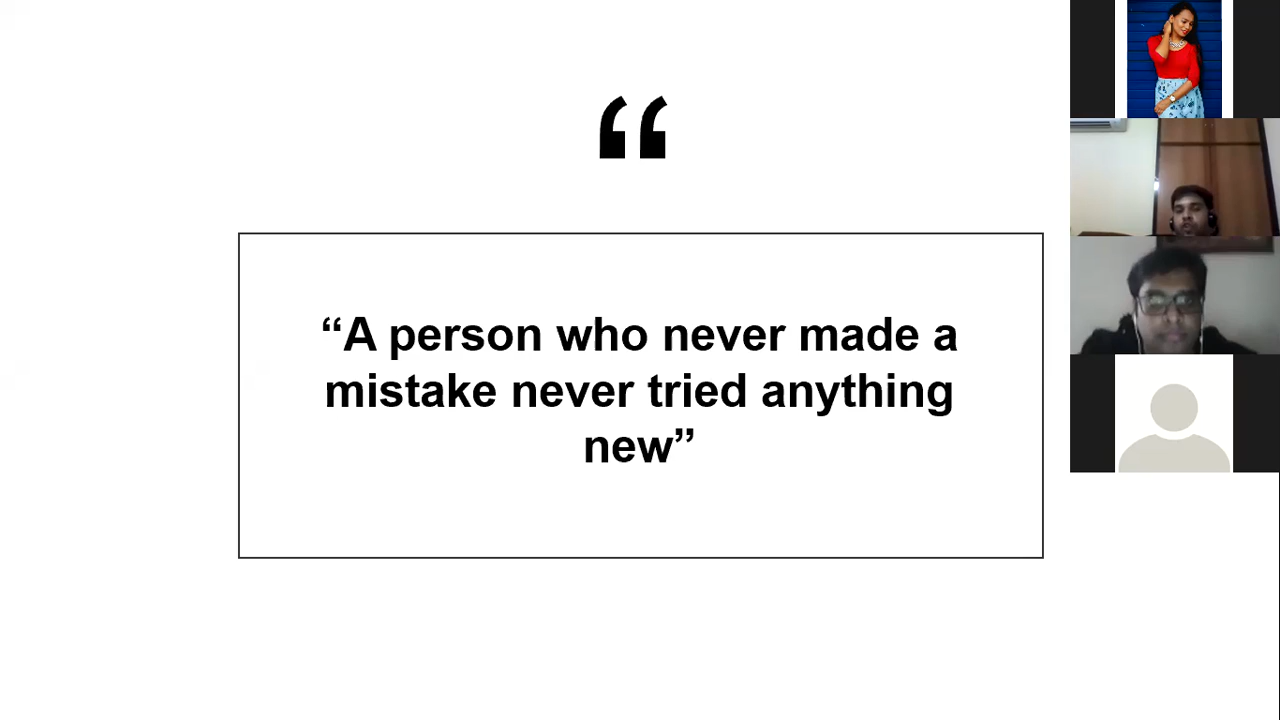 “
“A person who never made a
mistake never tried anything
new”